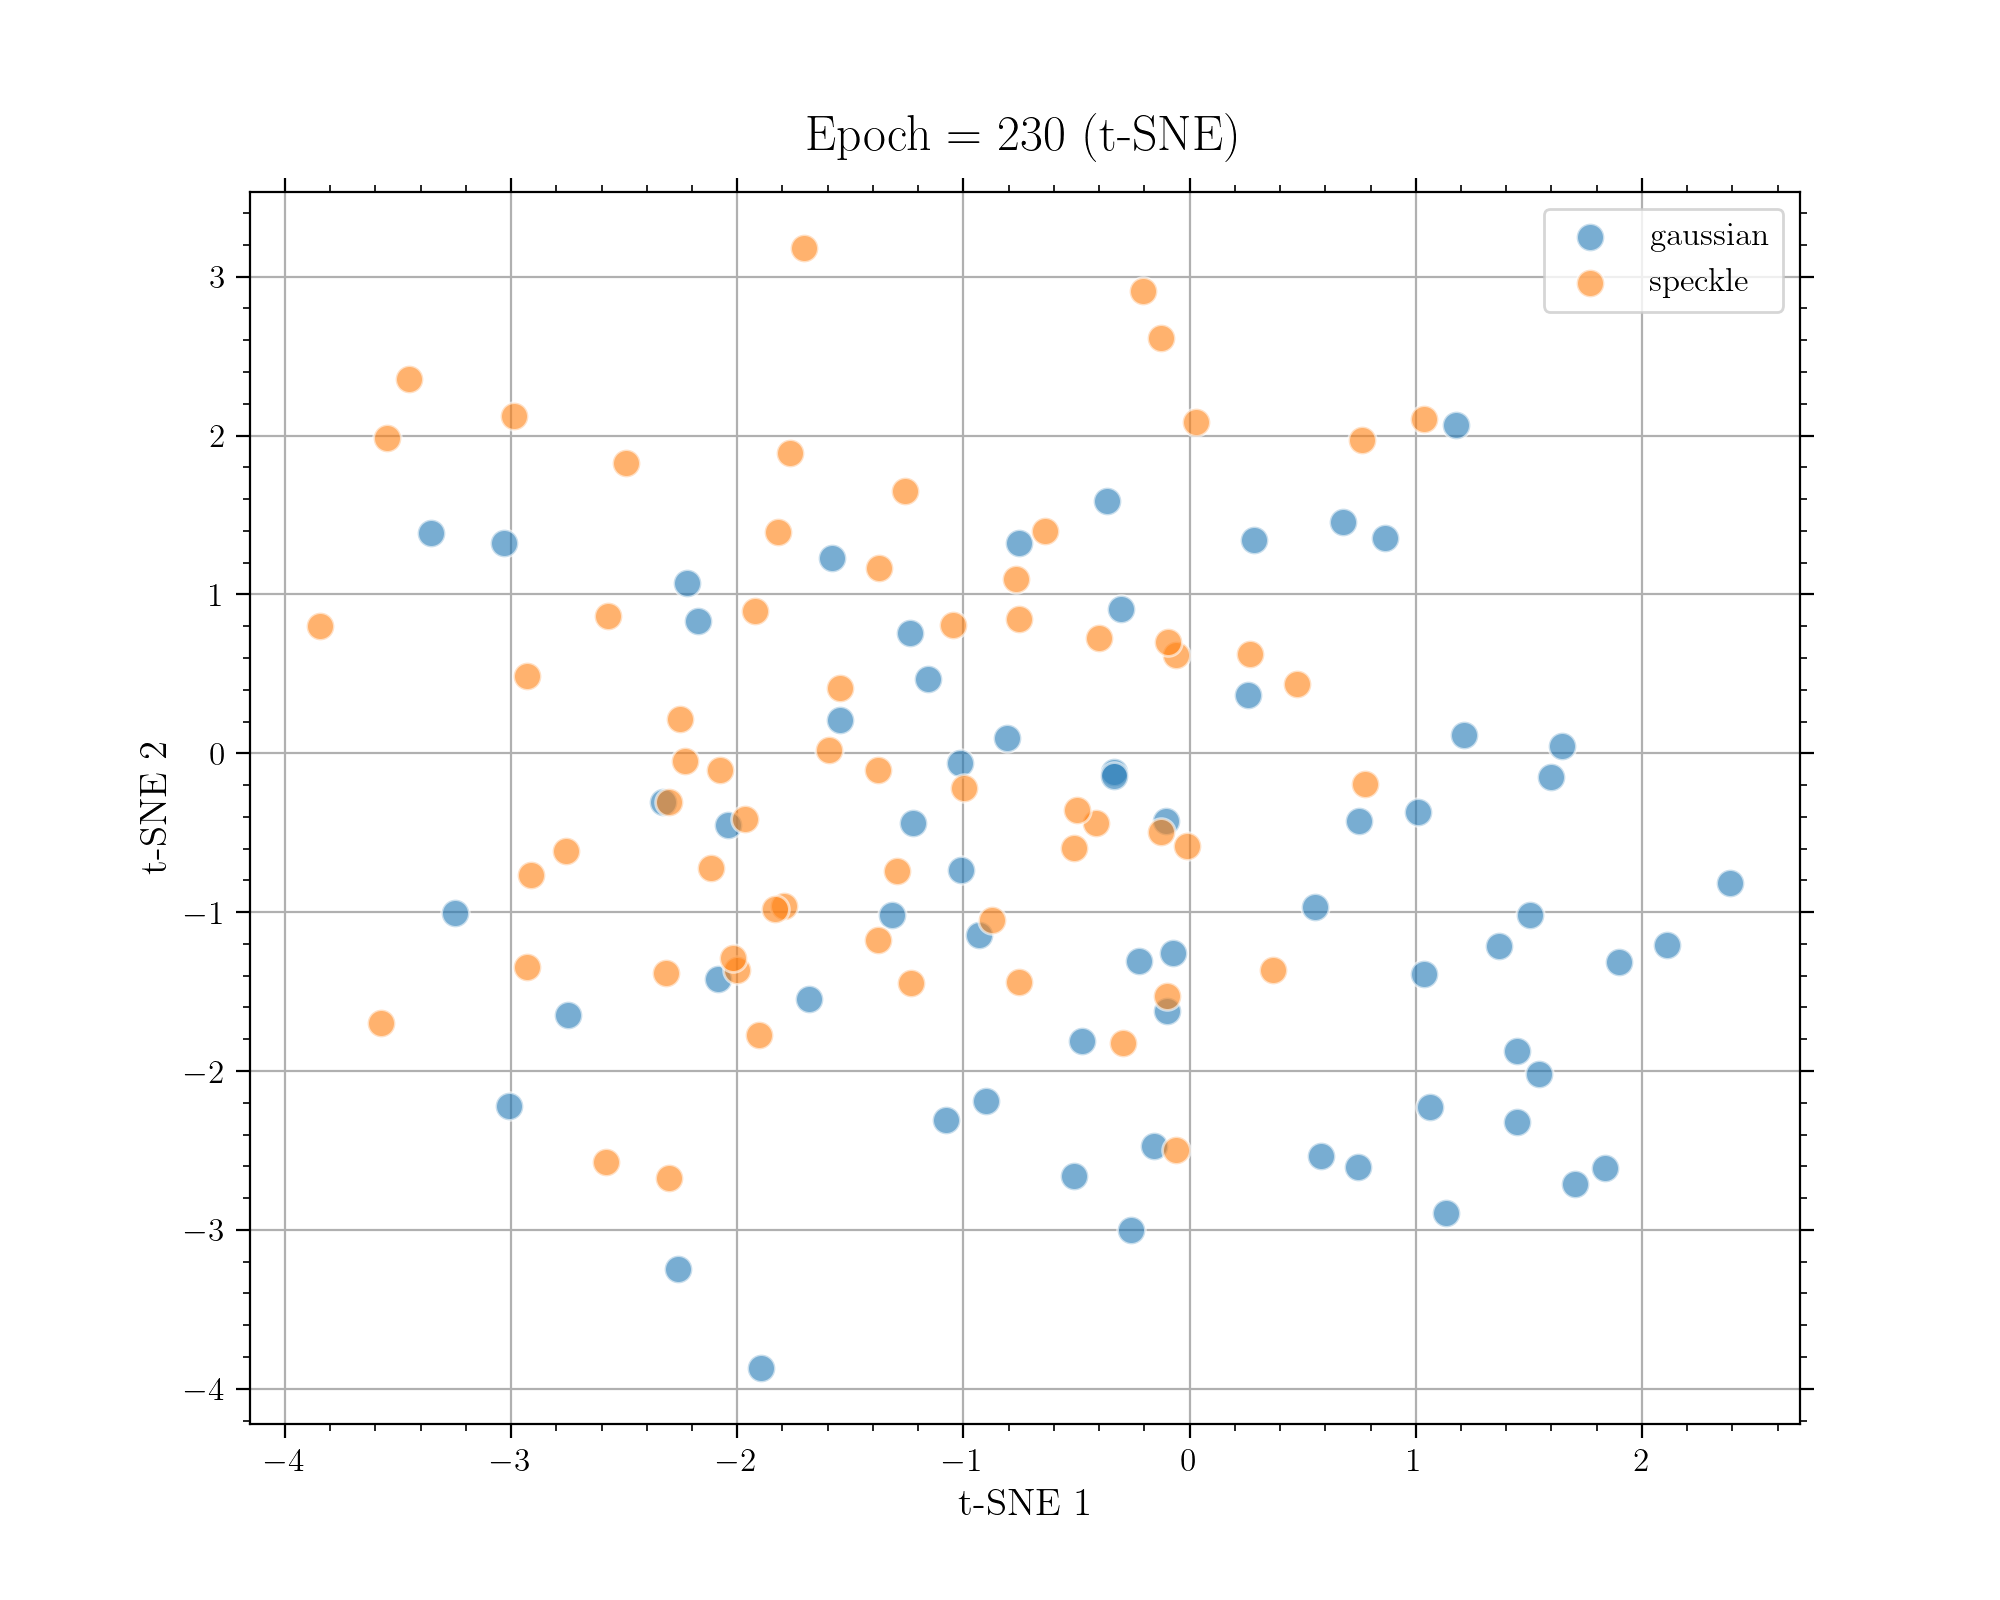 Epoch = 230 (t-SNE)
gaussian
speckle
3
2
1
0
−1
−2
−3
−4
t-SNE 2
−4 −3 −2 −1 0 1 2
t-SNE 1